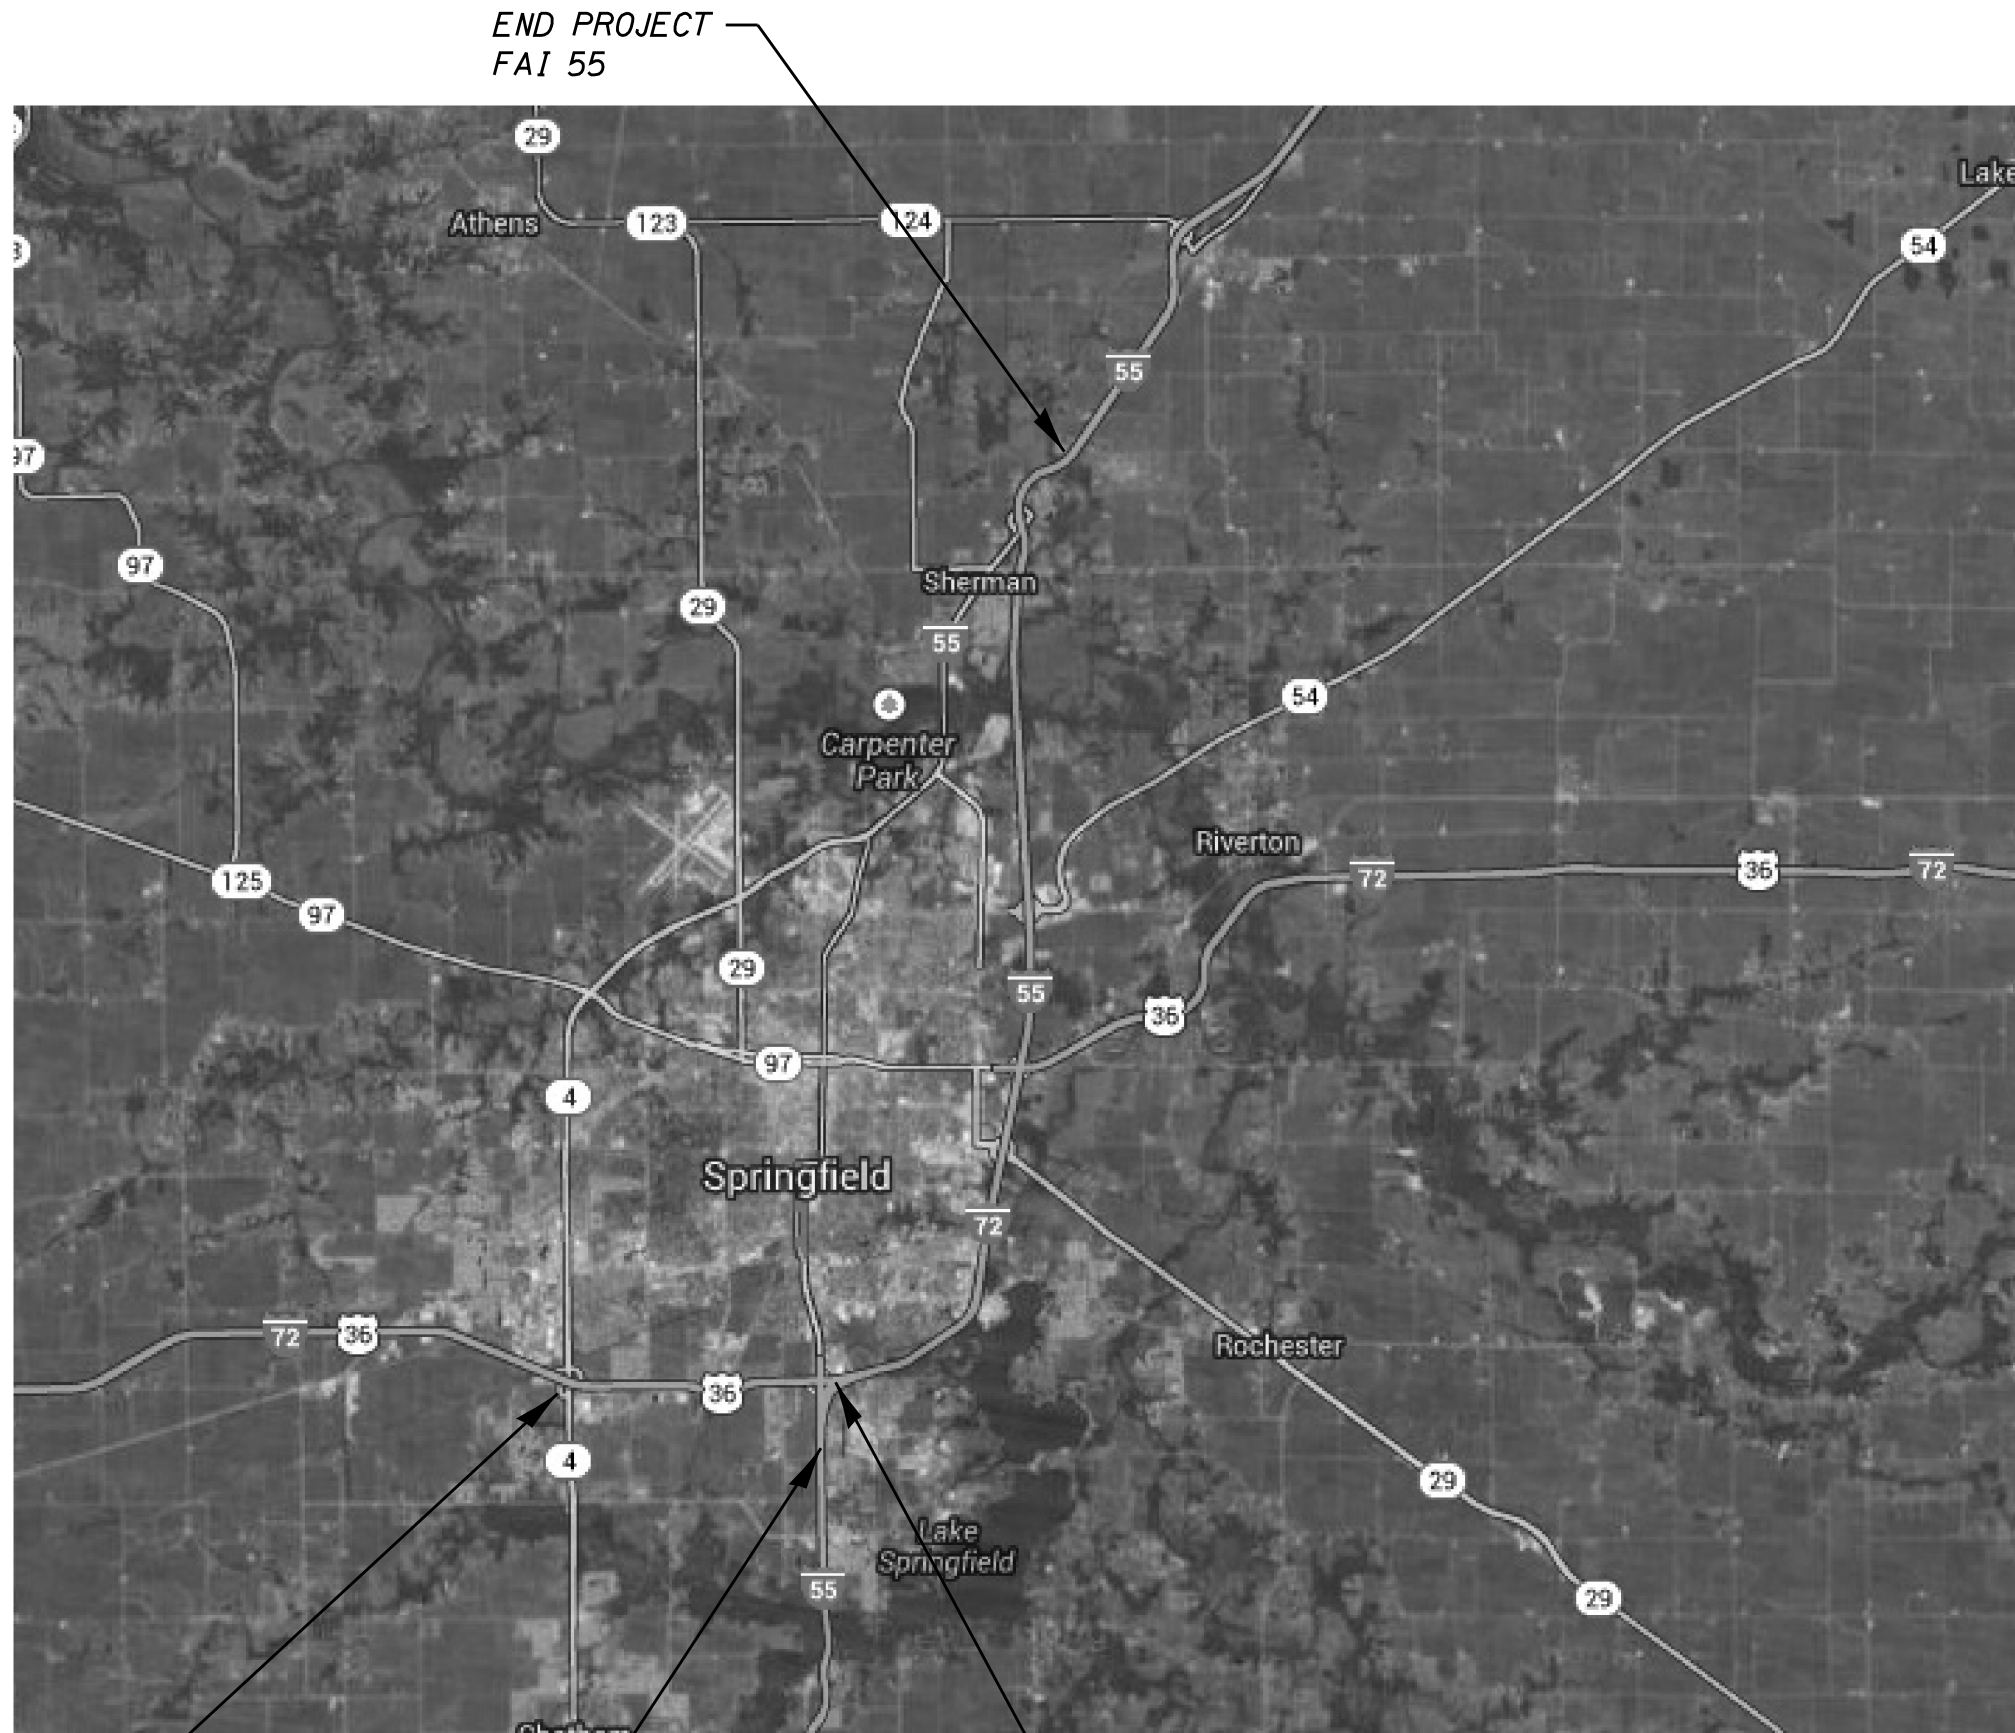 END PROJECT
FAI 55
29
Lake
Athens
123
124
54
55
97
97
Sherman
29
55
54
Carpenter
Park
Riverton
72
36
72
125
97
29
55
36
97
4
Springfield
72
72
36
Rochester
36
4
29
Lake
Springfield
55
29
Chatham